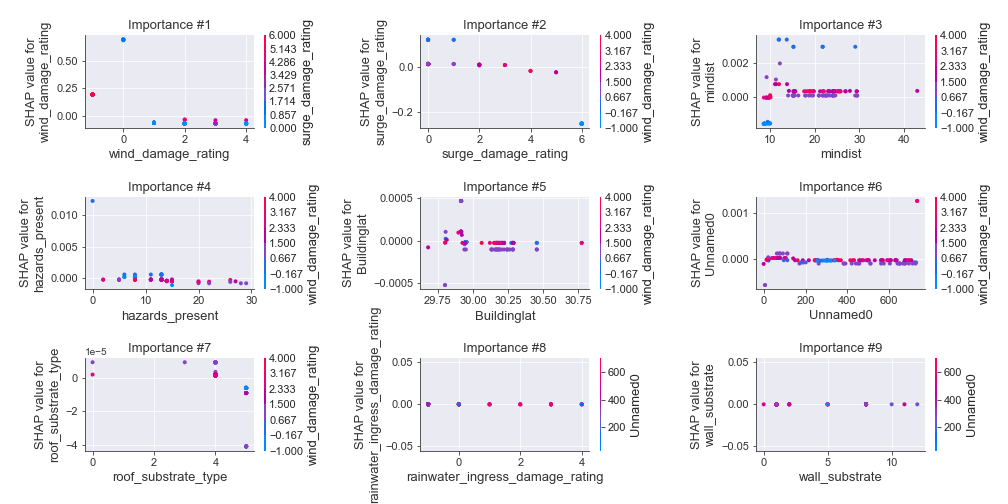 Importance #1
SHAP value for
wind_damage_rating
0.50
0.25
0.00
0
2
4
wind_damage_rating
6.000
5.143
4.286
3.429
2.571
1.714
0.857
0.000
surge_damage_rating
Importance #2
SHAP value for
surge_damage_rating
0.0
−0.2
0
2
4
6
surge_damage_rating
4.000
3.167
2.333
1.500
0.667
−0.167
−1.000
wind_damage_rating
Importance #3
SHAP value for
mindist
0.002
0.000
10
20
30
40
mindist
4.000
3.167
2.333
1.500
0.667
−0.167
−1.000
wind_damage_rating
Importance #4
SHAP value for
hazards_present
0.010
0.005
0.000
0
10
20
30
hazards_present
4.000
3.167
2.333
1.500
0.667
−0.167
−1.000
wind_damage_rating
Importance #5
SHAP value for
Buildinglat
0.0005
0.0000
−0.0005
29.75
30.00
30.25
30.50
30.75
Buildinglat
4.000
3.167
2.333
1.500
0.667
−0.167
−1.000
wind_damage_rating
Importance #6
SHAP value for
Unnamed0
0.001
0.000
0
200
400
600
Unnamed0
4.000
3.167
2.333
1.500
0.667
−0.167
−1.000
wind_damage_rating
Importance #7
1e−5
SHAP value for
roof_substrate_type
0
−2
−4
0
2
4
roof_substrate_type
4.000
3.167
2.333
1.500
0.667
−0.167
−1.000
wind_damage_rating
Importance #8
SHAP value for
rainwater_ingress_damage_rating
0.05
0.00
−0.05
0
2
4
rainwater_ingress_damage_rating
600
400
200
Unnamed0
Importance #9
SHAP value for
wall_substrate
0.05
0.00
−0.05
0
5
10
wall_substrate
600
400
200
Unnamed0